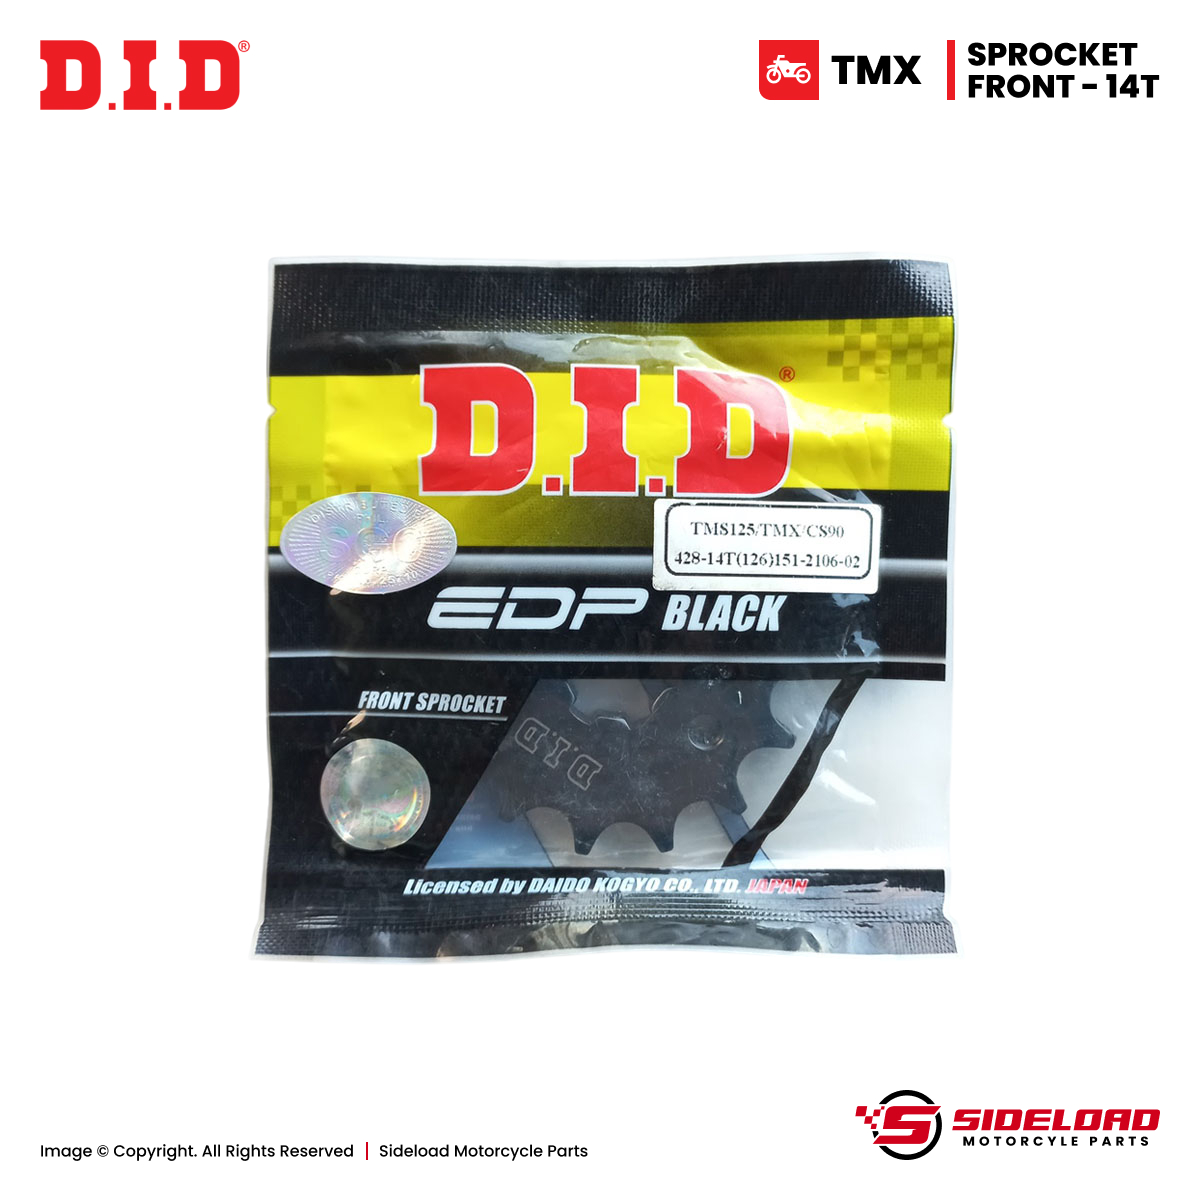 D.I.D®
TMX
SPROCKET
FRONT - 14T
D.I.D®
TMS125/TMX/CS90
428-14T(126)151-2106-02
EDP BLACK
FRONT SPROCKET
D.I.D
Licensed by DAIDO KOGYO CO., LTD. JAPAN
Image © Copyright. All Rights Reserved | Sideload Motorcycle Parts
SIDELOAD
MOTORCYLE PARTS